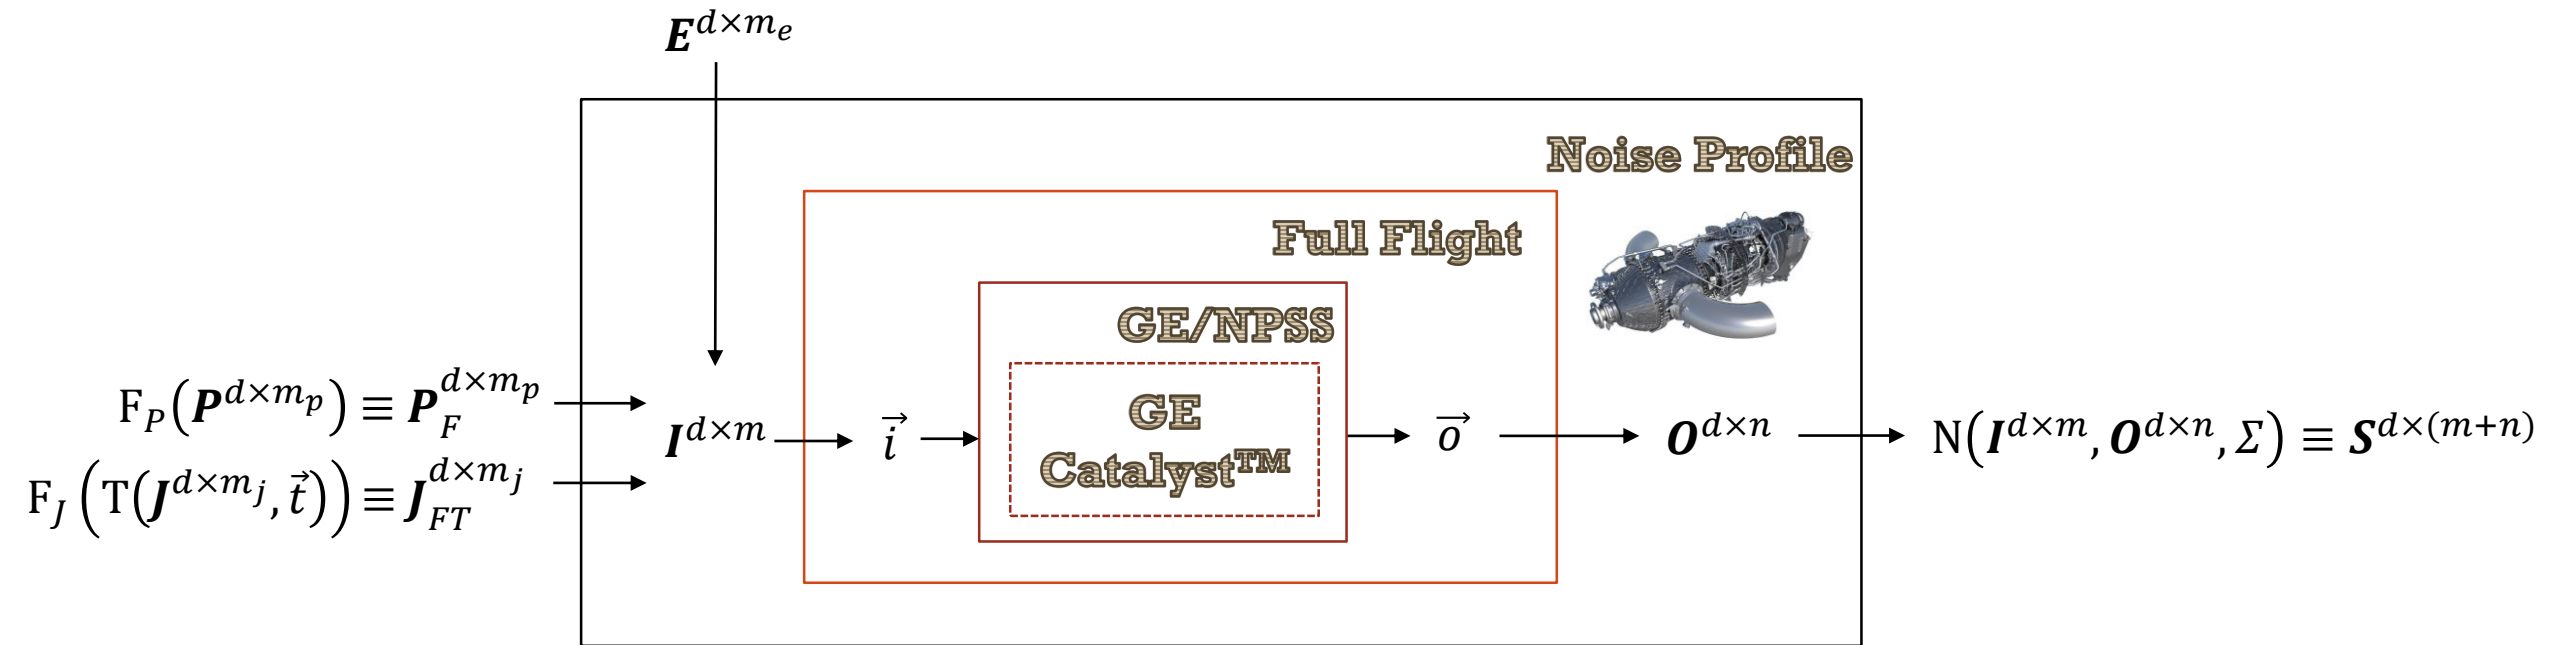 𝑬^{d×m_e}
Noise Profile
Full Flight
GE/NPSS
GE
Catalyst™
F_P(𝑷^{d×m_p}) ≡ 𝑷_F^{d×m_p}
F_J(T(𝑱^{d×m_j}, t⃗)) ≡ 𝑱_{FT}^{d×m_j}
𝑰^{d×m}
i⃗
o⃗
𝑶^{d×n}
N(𝑰^{d×m}, 𝑶^{d×n}, Σ) ≡ 𝑺^{d×(m+n)}